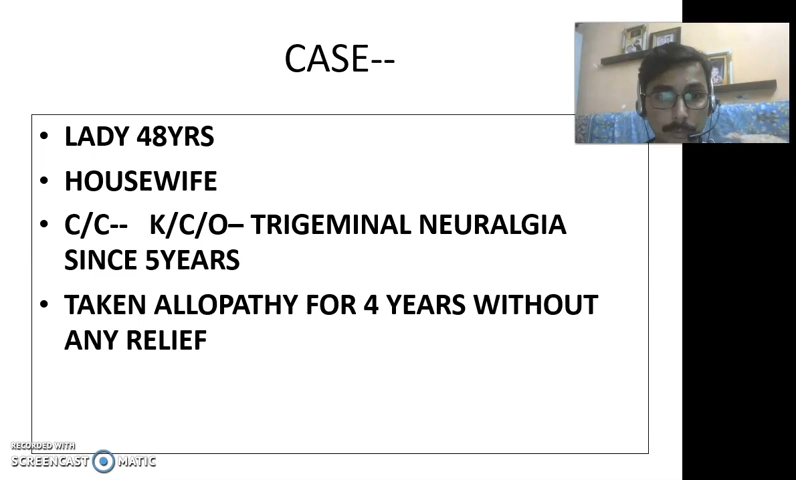 CASE--
• LADY 48YRS
• HOUSEWIFE
• C/C-- K/C/O– TRIGEMINAL NEURALGIA
SINCE 5YEARS
• TAKEN ALLOPATHY FOR 4 YEARS WITHOUT
ANY RELIEF
RECORDED WITH
SCREENCAST MATIC